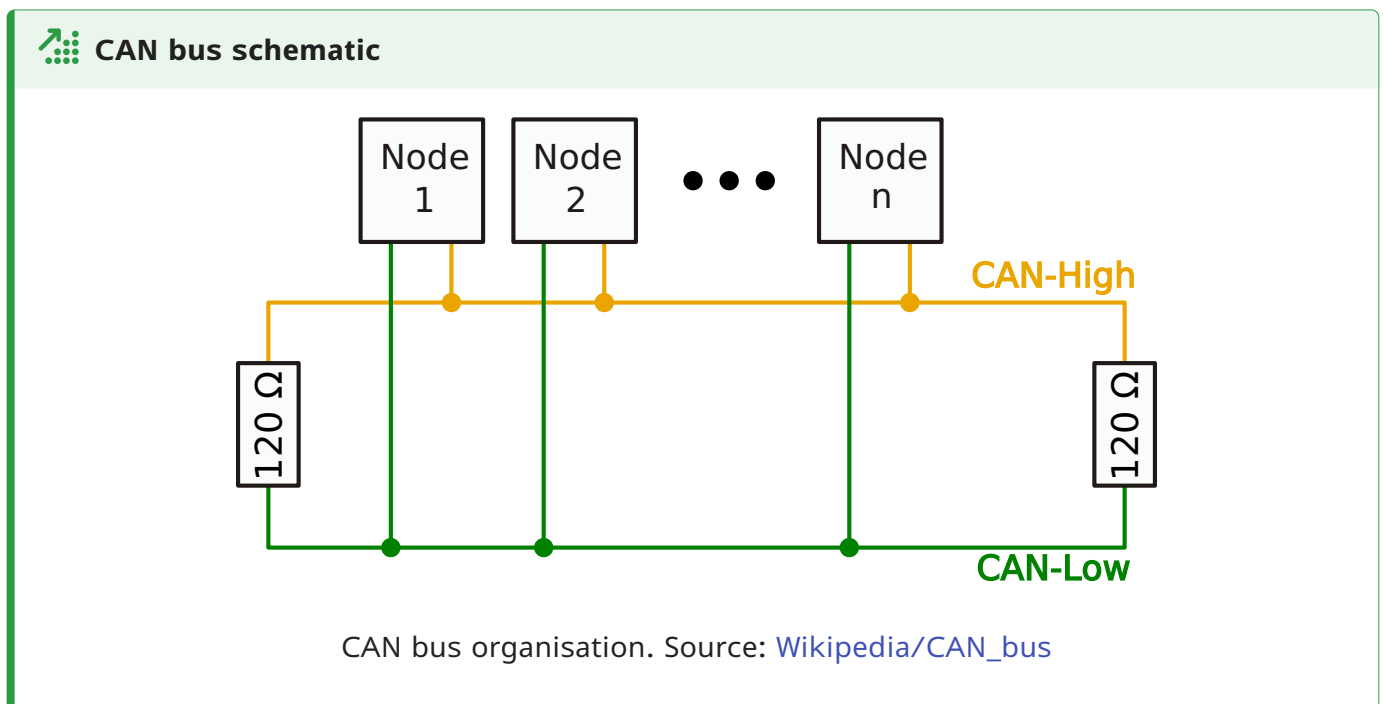 CAN bus schematic
Node
1
Node
2
Node
n
CAN-High
120 Ω
120 Ω
CAN-Low
CAN bus organisation. Source: Wikipedia/CAN_bus